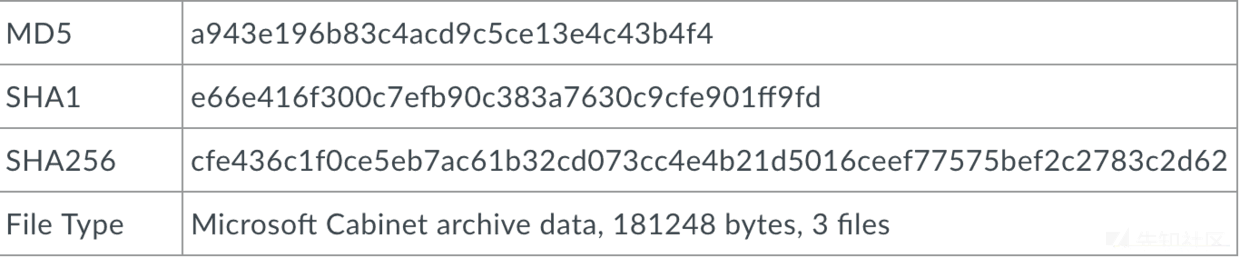 MD5 a943e196b83c4acd9c5ce13e4c43b4f4
SHA1 e66e416f300c7efb90c383a7630c9cfe901ff9fd
SHA256 cfe436c1f0ce5eb7ac61b32cd073cc4e4b21d5016ceef77575bef2c2783c2d62
File Type Microsoft Cabinet archive data, 181248 bytes, 3 files
先知社区